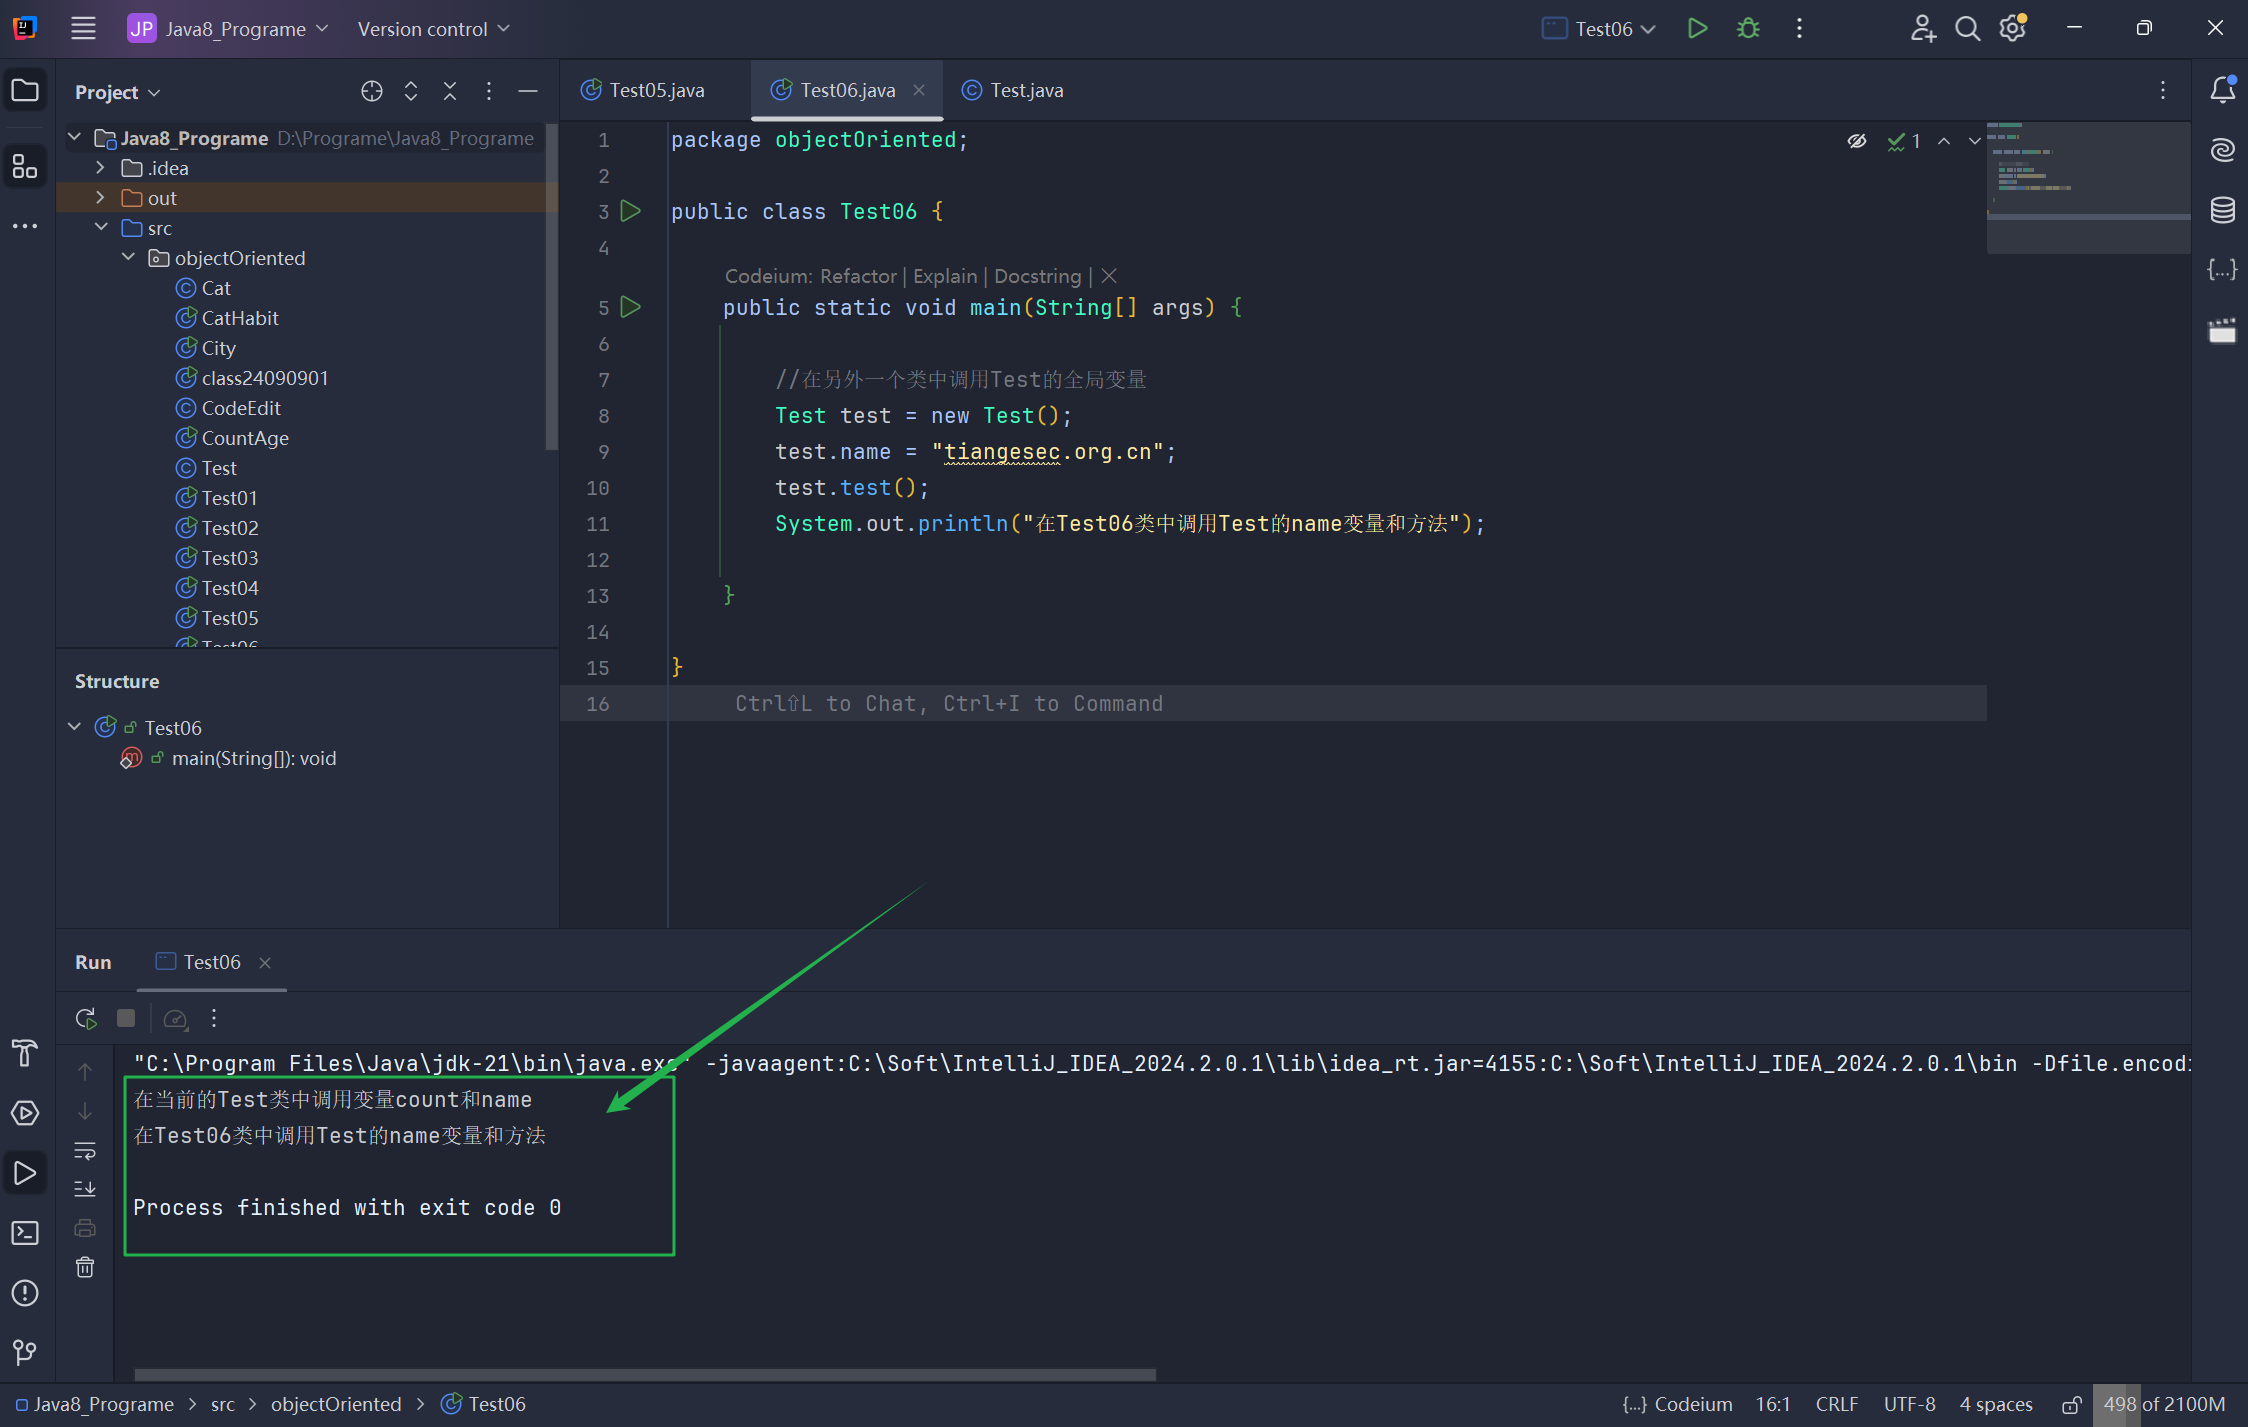 JP Java8_Programe Version control Test06
Project
Java8_Programe D:\Programe\Java8_Programe
.idea
out
src
objectOriented
Cat
CatHabit
City
class24090901
CodeEdit
CountAge
Test
Test01
Test02
Test03
Test04
Test05
Test06
Structure
Test06
main(String[]): void
Test05.java Test06.java Test.java
1 package objectOriented;
2
3 public class Test06 {
4
Codeium: Refactor | Explain | Docstring |
5 public static void main(String[] args) {
6
7 //在另外一个类中调用Test的全局变量
8 Test test = new Test();
9 test.name = "tiangesec.org.cn";
10 test.test();
11 System.out.println("在Test06类中调用Test的name变量和方法");
12
13 }
14
15 }
16 Ctrl⇧L to Chat, Ctrl+I to Command
1
Run Test06
"C:\Program Files\Java\jdk-21\bin\java.exe" -javaagent:C:\Soft\IntelliJ_IDEA_2024.2.0.1\lib\idea_rt.jar=4155:C:\Soft\IntelliJ_IDEA_2024.2.0.1\bin -Dfile.encodi
在当前的Test类中调用变量count和name
在Test06类中调用Test的name变量和方法
Process finished with exit code 0
Java8_Programe > src > objectOriented > Test06 {...} Codeium 16:1 CRLF UTF-8 4 spaces 498 of 2100M